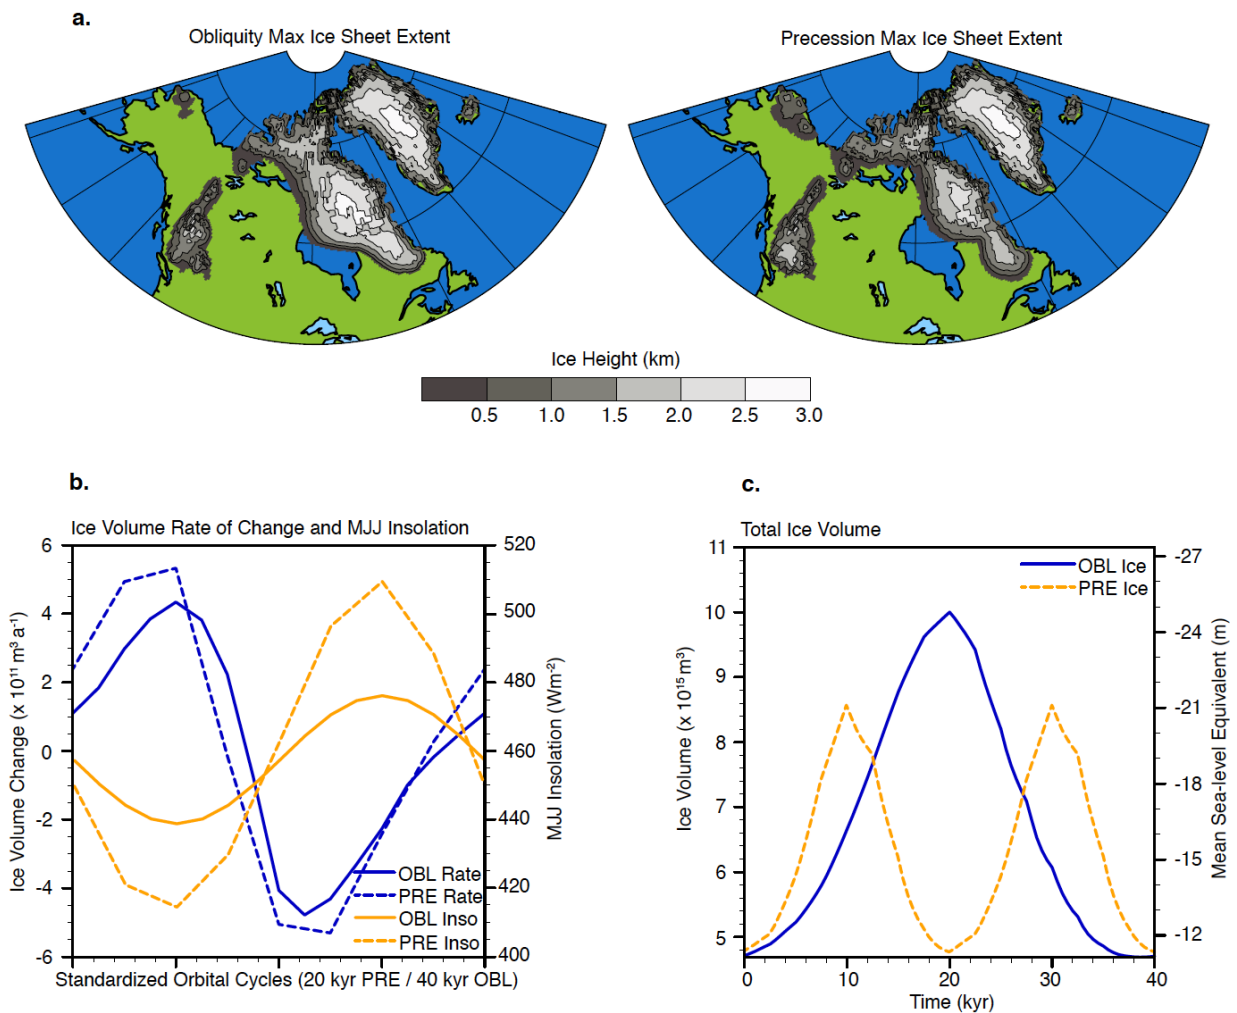 a.
Obliquity Max Ice Sheet Extent
Precession Max Ice Sheet Extent
Ice Height (km)
0.5 1.0 1.5 2.0 2.5 3.0
b.
Ice Volume Rate of Change and MJJ Insolation
Ice Volume Change (x 10¹¹ m³ a⁻¹)
6
4
2
0
-2
-4
-6
520
500
480
460
440
420
400
MJJ Insolation (Wm⁻²)
OBL Rate
PRE Rate
OBL Inso
PRE Inso
Standardized Orbital Cycles (20 kyr PRE / 40 kyr OBL)
c.
Total Ice Volume
Ice Volume (x 10¹⁵ m³)
11
10
9
8
7
6
5
OBL Ice
PRE Ice
-27
-24
-21
-18
-15
-12
Mean Sea-level Equivalent (m)
0 10 20 30 40
Time (kyr)